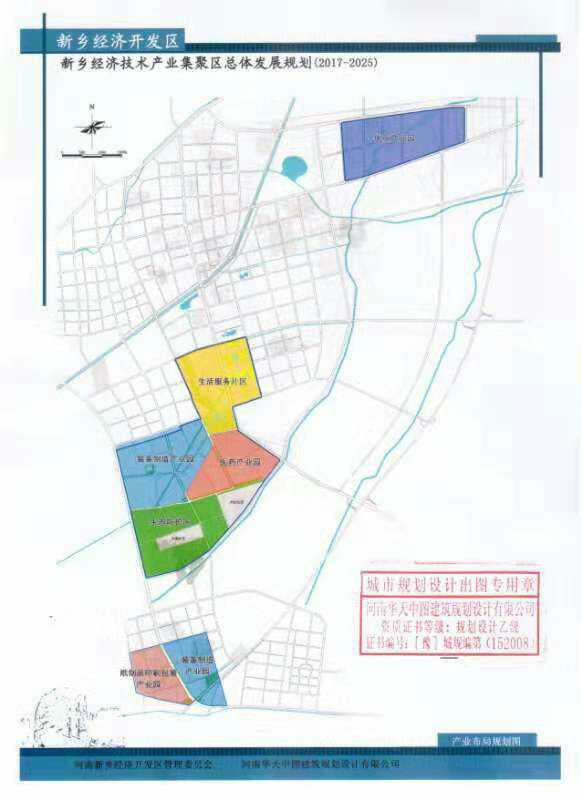 新乡经济开发区
新乡经济技术产业集聚区总体发展规划(2017-2025)
N
生活服务片区
装备制造产业园
医药产业园
城市规划设计出图专用章
河南华天中图建筑规划设计有限公司
资质证书等级：规划设计乙级
证书编号：[豫]城规编第(152008)
装备制造
产业园
纸制品印刷包装
产业园
产业布局规划图
河南新乡经济开发区管理委员会 河南华天中图建筑规划设计有限公司